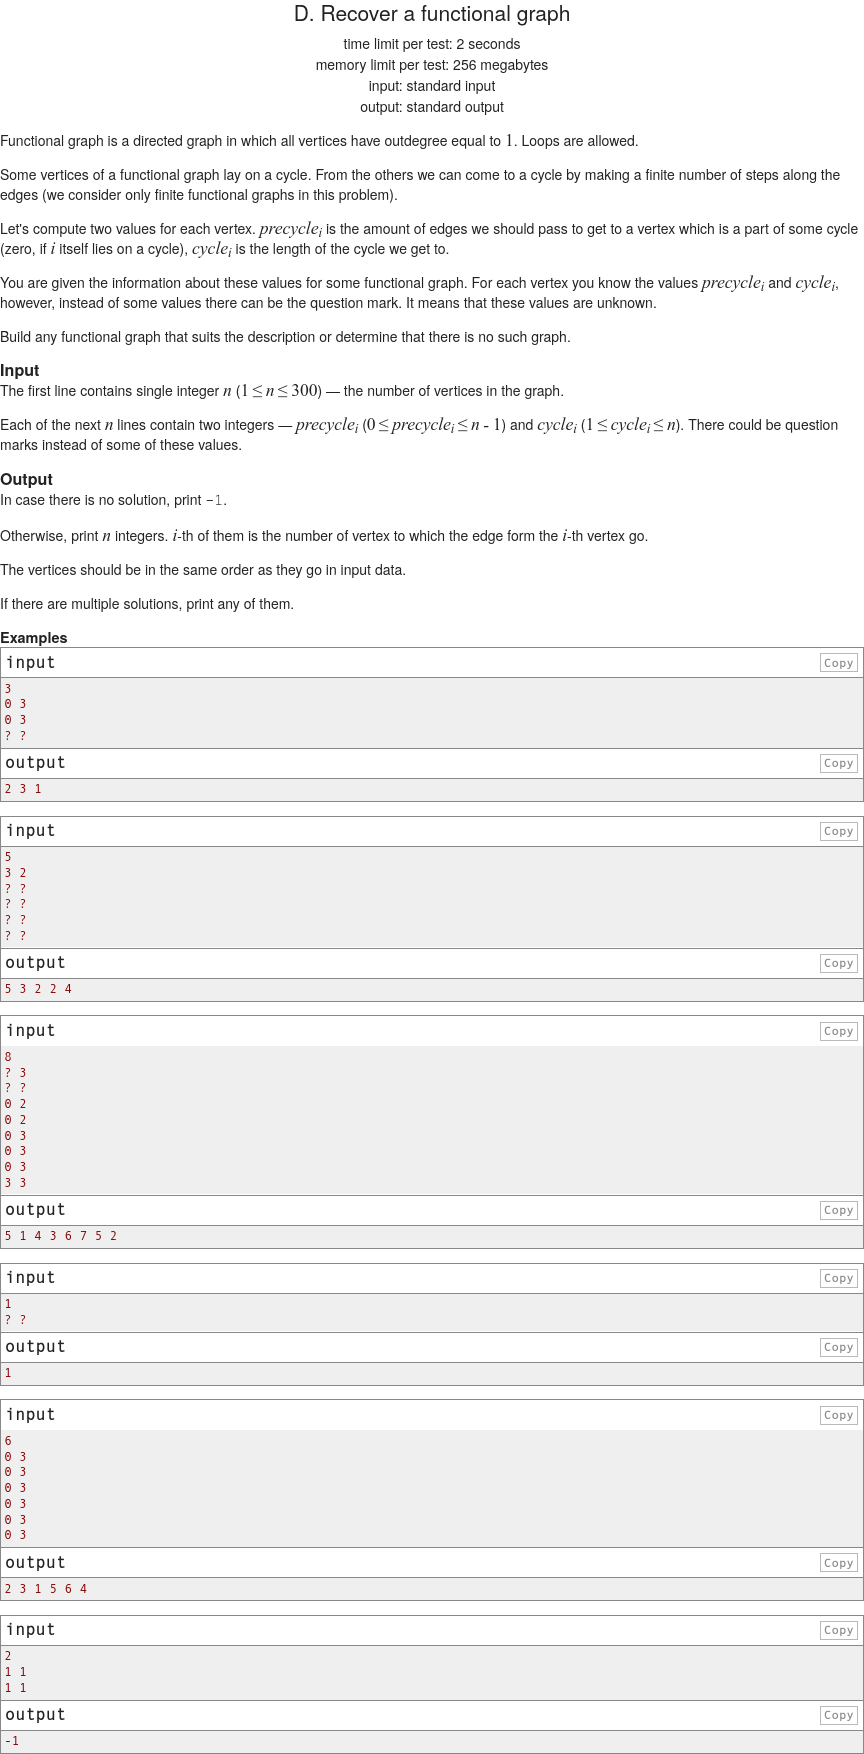 D. Recover a functional graph
time limit per test: 2 seconds
memory limit per test: 256 megabytes
input: standard input
output: standard output
Functional graph is a directed graph in which all vertices have outdegree equal to 1. Loops are allowed.
Some vertices of a functional graph lay on a cycle. From the others we can come to a cycle by making a finite number of steps along the
edges (we consider only finite functional graphs in this problem).
Let's compute two values for each vertex. precycle_i is the amount of edges we should pass to get to a vertex which is a part of some cycle
(zero, if i itself lies on a cycle), cycle_i is the length of the cycle we get to.
You are given the information about these values for some functional graph. For each vertex you know the values precycle_i and cycle_i,
however, instead of some values there can be the question mark. It means that these values are unknown.
Build any functional graph that suits the description or determine that there is no such graph.
Input
The first line contains single integer n (1 ≤ n ≤ 300) — the number of vertices in the graph.
Each of the next n lines contain two integers — precycle_i (0 ≤ precycle_i ≤ n - 1) and cycle_i (1 ≤ cycle_i ≤ n). There could be question
marks instead of some of these values.
Output
In case there is no solution, print -1.
Otherwise, print n integers. i-th of them is the number of vertex to which the edge form the i-th vertex go.
The vertices should be in the same order as they go in input data.
If there are multiple solutions, print any of them.
Examples
input Copy
3
0 3
0 3
? ?
output Copy
2 3 1
input Copy
5
3 2
? ?
? ?
? ?
? ?
output Copy
5 3 2 2 4
input Copy
8
? 3
? ?
0 2
0 2
0 3
0 3
0 3
3 3
output Copy
5 1 4 3 6 7 5 2
input Copy
1
? ?
output Copy
1
input Copy
6
0 3
0 3
0 3
0 3
0 3
0 3
output Copy
2 3 1 5 6 4
input Copy
2
1 1
1 1
output Copy
-1